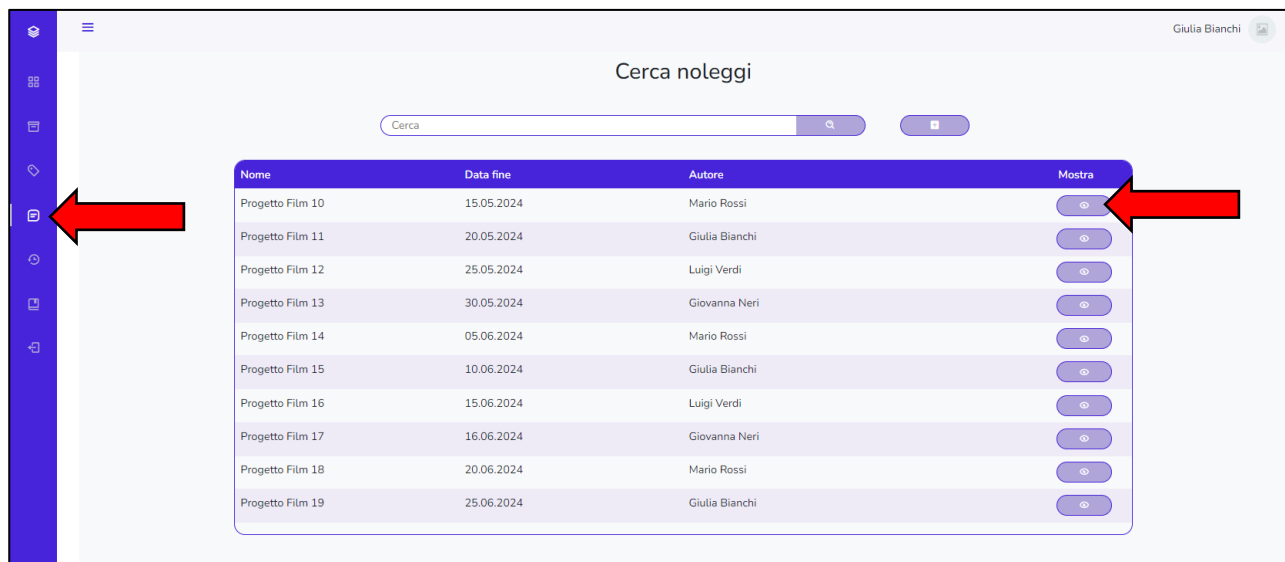 Giulia Bianchi
Cerca noleggi
Cerca
Nome Data fine Autore Mostra
Progetto Film 10 15.05.2024 Mario Rossi
Progetto Film 11 20.05.2024 Giulia Bianchi
Progetto Film 12 25.05.2024 Luigi Verdi
Progetto Film 13 30.05.2024 Giovanna Neri
Progetto Film 14 05.06.2024 Mario Rossi
Progetto Film 15 10.06.2024 Giulia Bianchi
Progetto Film 16 15.06.2024 Luigi Verdi
Progetto Film 17 16.06.2024 Giovanna Neri
Progetto Film 18 20.06.2024 Mario Rossi
Progetto Film 19 25.06.2024 Giulia Bianchi